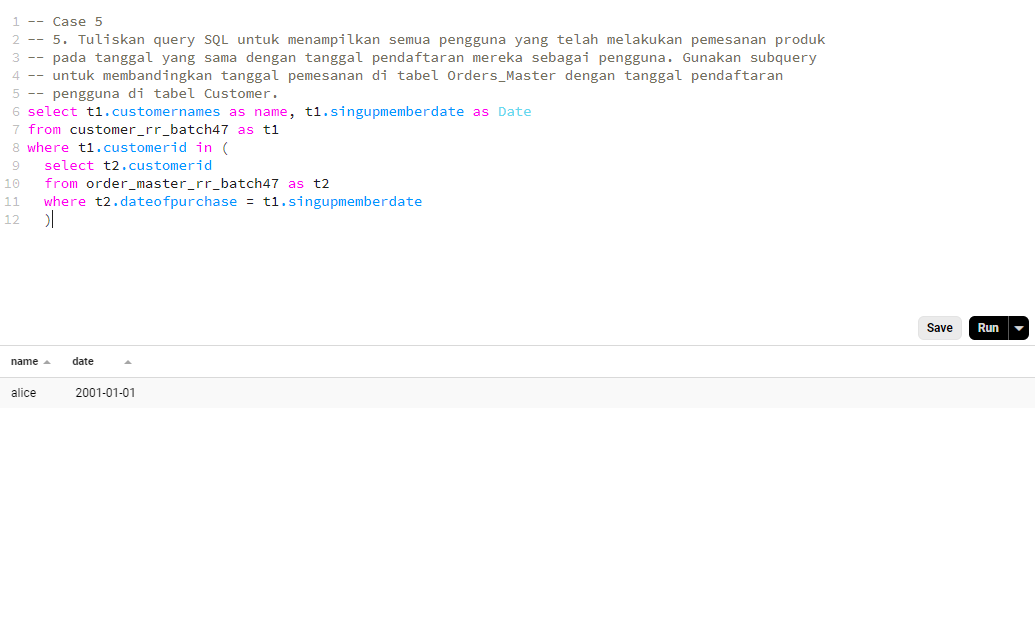 1 -- Case 5
2 -- 5. Tuliskan query SQL untuk menampilkan semua pengguna yang telah melakukan pemesanan produk
3 -- pada tanggal yang sama dengan tanggal pendaftaran mereka sebagai pengguna. Gunakan subquery
4 -- untuk membandingkan tanggal pemesanan di tabel Orders_Master dengan tanggal pendaftaran
5 -- pengguna di tabel Customer.
6 select t1.customernames as name, t1.singupmemberdate as Date
7 from customer_rr_batch47 as t1
8 where t1.customerid in (
9 select t2.customerid
10 from order_master_rr_batch47 as t2
11 where t2.dateofpurchase = t1.singupmemberdate
12 )
Save Run
name date
alice 2001-01-01